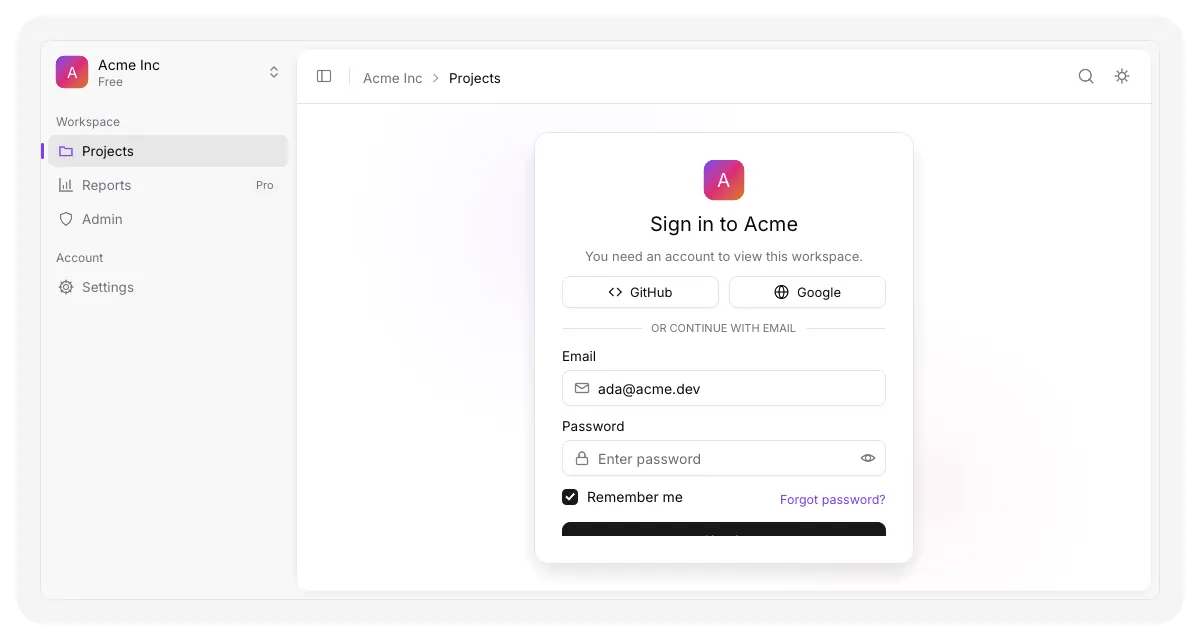 A
Acme Inc
Free
Workspace
Projects
Reports
Pro
Admin
Account
Settings
Acme Inc
Projects
A
Sign in to Acme
You need an account to view this workspace.
GitHub
Google
OR CONTINUE WITH EMAIL
Email
ada@acme.dev
Password
Enter password
Remember me
Forgot password?